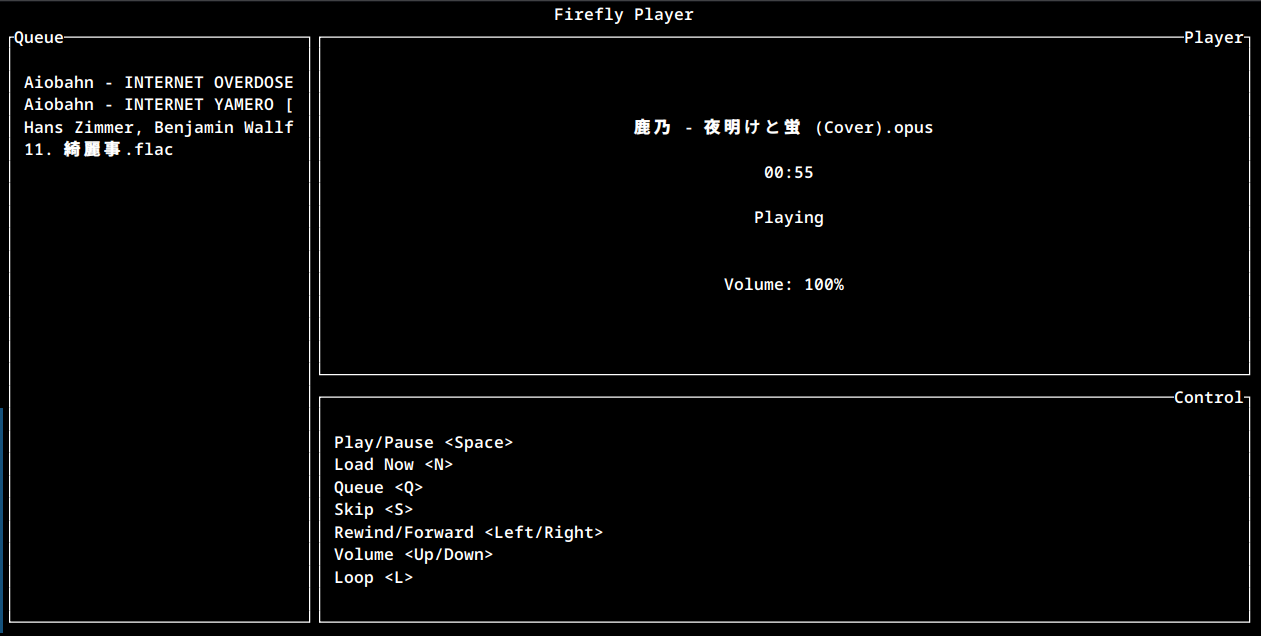 Firefly Player
Queue
Aiobahn - INTERNET OVERDOSE
Aiobahn - INTERNET YAMERO [
Hans Zimmer, Benjamin Wallf
11. 綺麗事.flac
Player
鹿乃 - 夜明けと蛍 (Cover).opus
00:55
Playing
Volume: 100%
Control
Play/Pause <Space>
Load Now <N>
Queue <Q>
Skip <S>
Rewind/Forward <Left/Right>
Volume <Up/Down>
Loop <L>